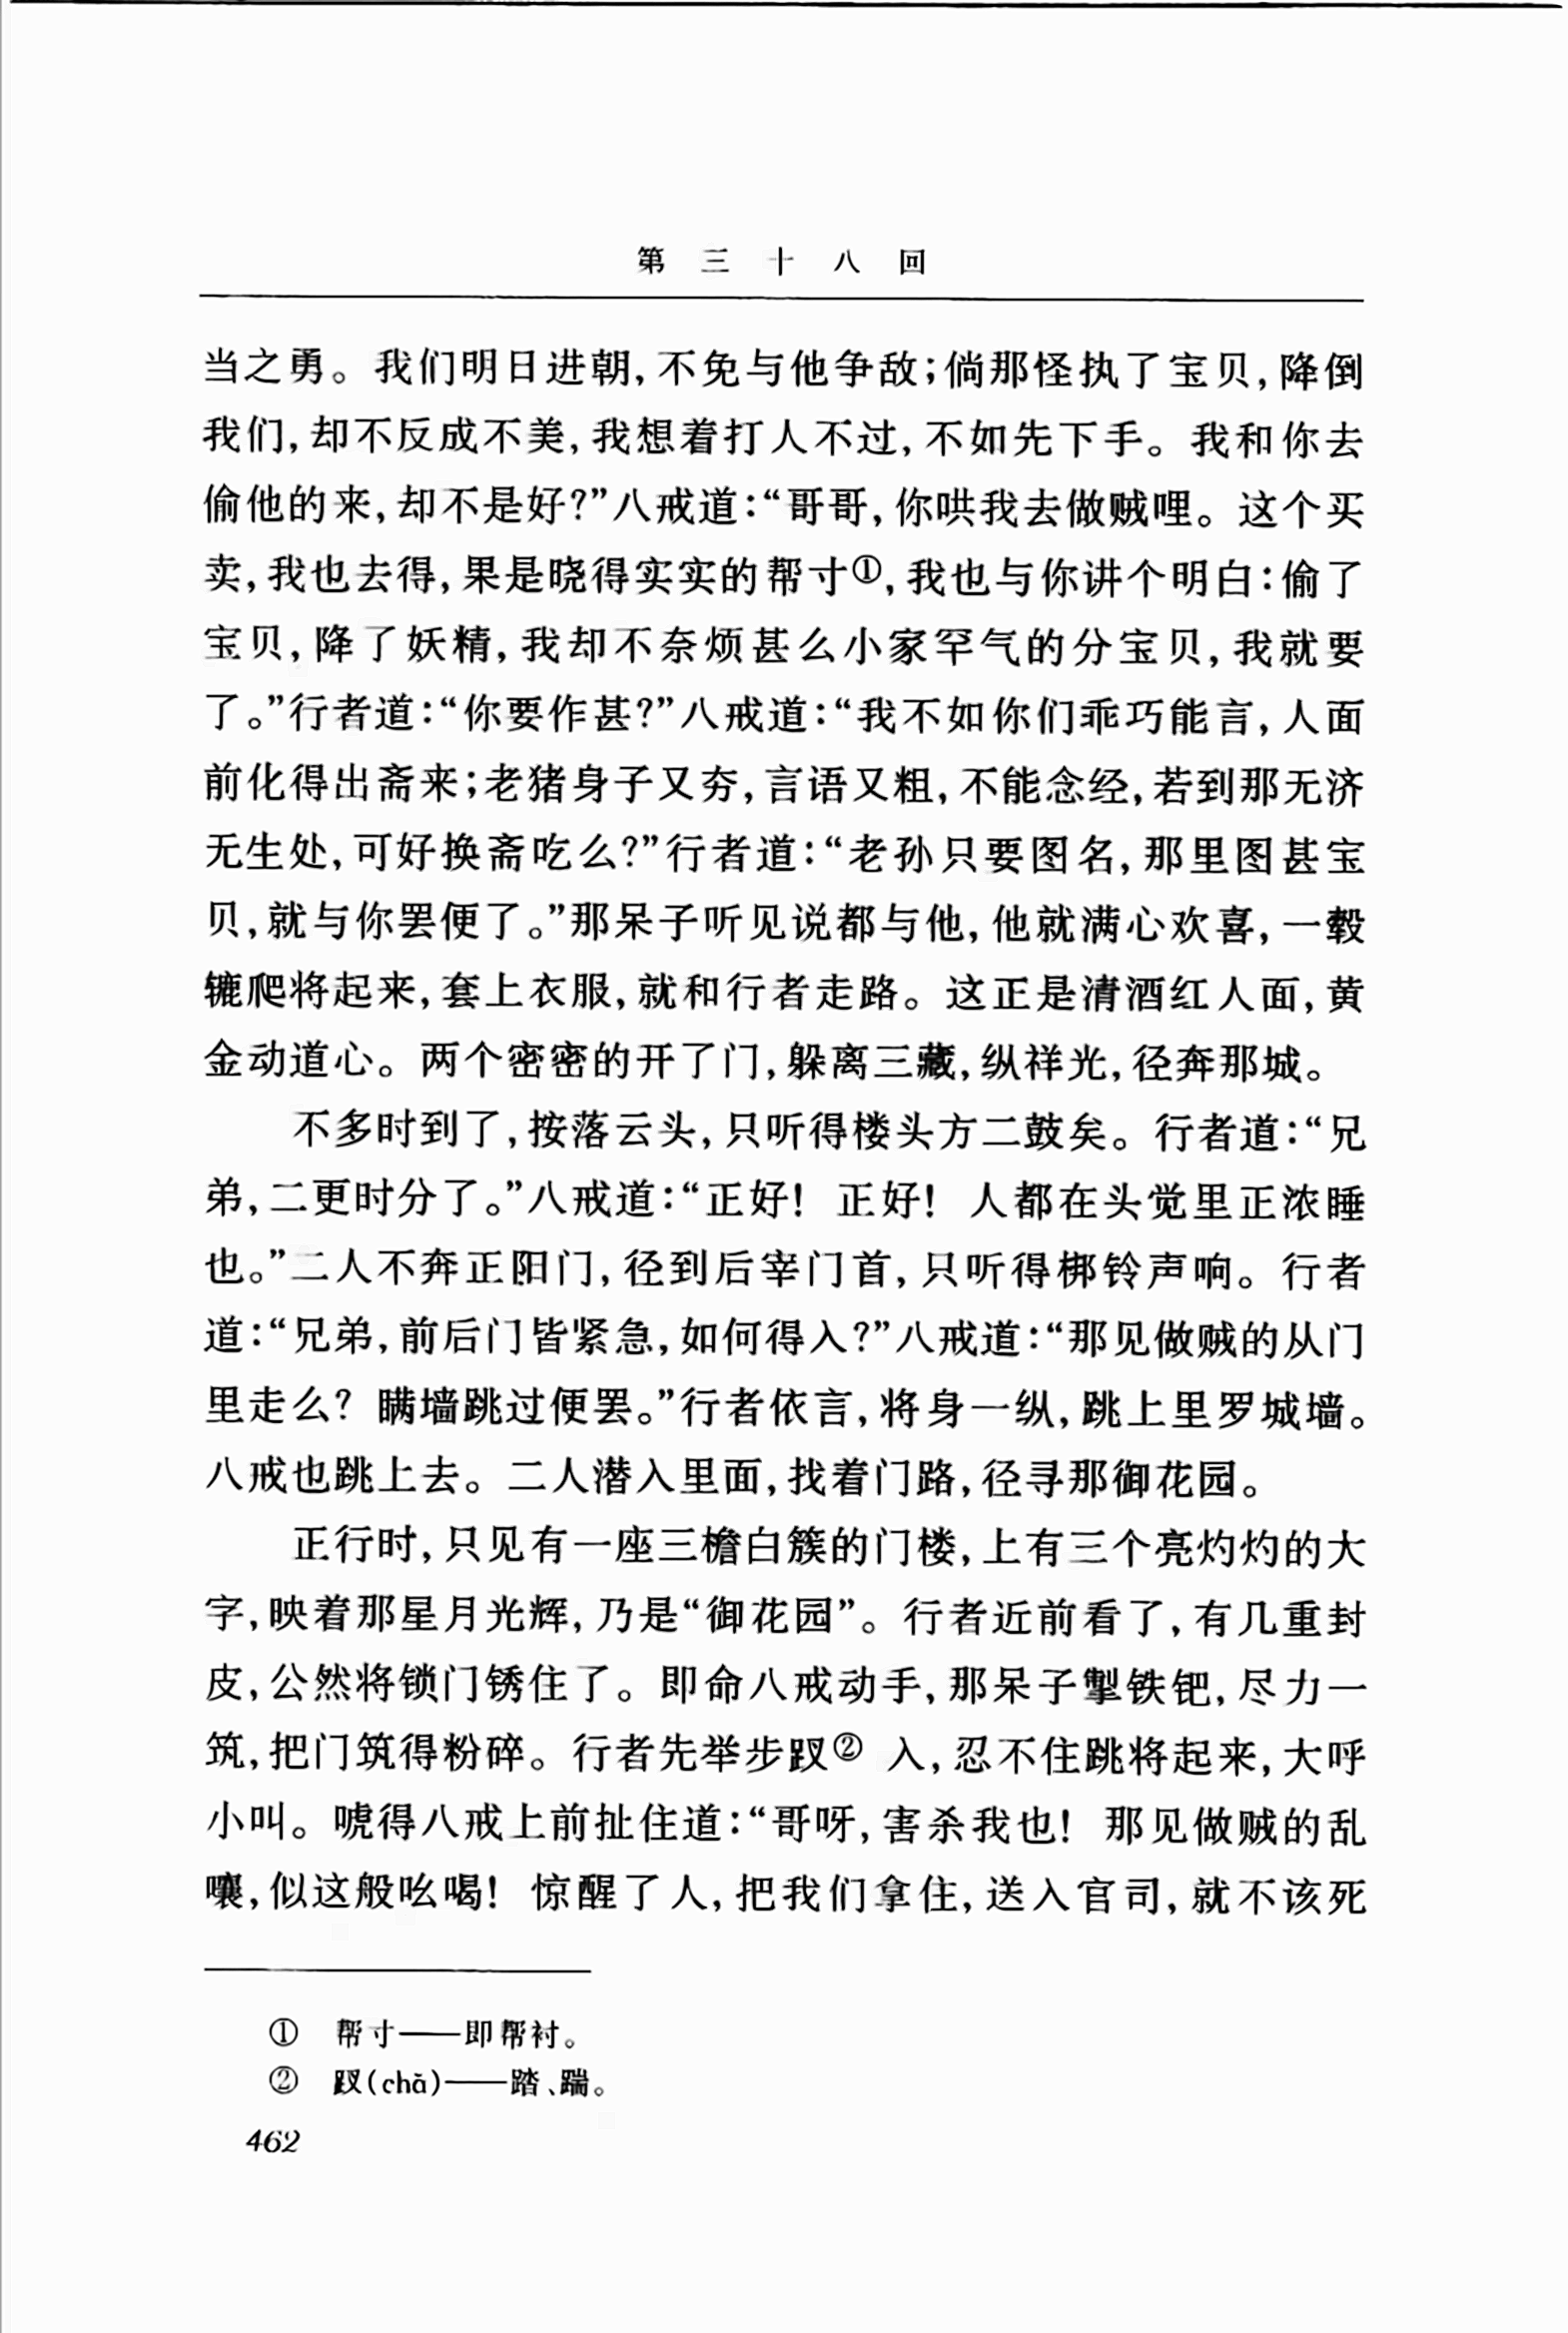 第三十八回
当之勇。我们明日进朝,不免与他争敌;倘那怪执了宝贝,降倒
我们,却不反成不美,我想着打人不过,不如先下手。我和你去
偷他的来,却不是好?”八戒道:“哥哥,你哄我去做贼哩。这个买
卖,我也去得,果是晓得实实的帮寸①,我也与你讲个明白:偷了
宝贝,降了妖精,我却不奈烦甚么小家罕气的分宝贝,我就要
了。”行者道:“你要作甚?”八戒道:“我不如你们乖巧能言,人面
前化得出斋来;老猪身子又夯,言语又粗,不能念经,若到那无济
无生处,可好换斋吃么?”行者道:“老孙只要图名,那里图甚宝
贝,就与你罢便了。”那呆子听见说都与他,他就满心欢喜,一毂
辘爬将起来,套上衣服,就和行者走路。这正是清酒红人面,黄
金动道心。两个密密的开了门,躲离三藏,纵祥光,径奔那城。
不多时到了,按落云头,只听得楼头方二鼓矣。行者道:“兄
弟,二更时分了。”八戒道:“正好!正好!人都在头觉里正浓睡
也。”二人不奔正阳门,径到后宰门首,只听得梆铃声响。行者
道:“兄弟,前后门皆紧急,如何得入?”八戒道:“那见做贼的从门
里走么?瞒墙跳过便罢。”行者依言,将身一纵,跳上里罗城墙。
八戒也跳上去。二人潜入里面,找着门路,径寻那御花园。
正行时,只见有一座三檐白簇的门楼,上有三个亮灼灼的大
字,映着那星月光辉,乃是“御花园”。行者近前看了,有几重封
皮,公然将锁门锈住了。即命八戒动手,那呆子掣铁钯,尽力一
筑,把门筑得粉碎。行者先举步䟕② 入,忍不住跳将起来,大呼
小叫。唬得八戒上前扯住道:“哥呀,害杀我也!那见做贼的乱
嚷,似这般吆喝!惊醒了人,把我们拿住,送入官司,就不该死
① 帮寸——即帮衬。
② 䟕(chǎ)——踏、踹。
462